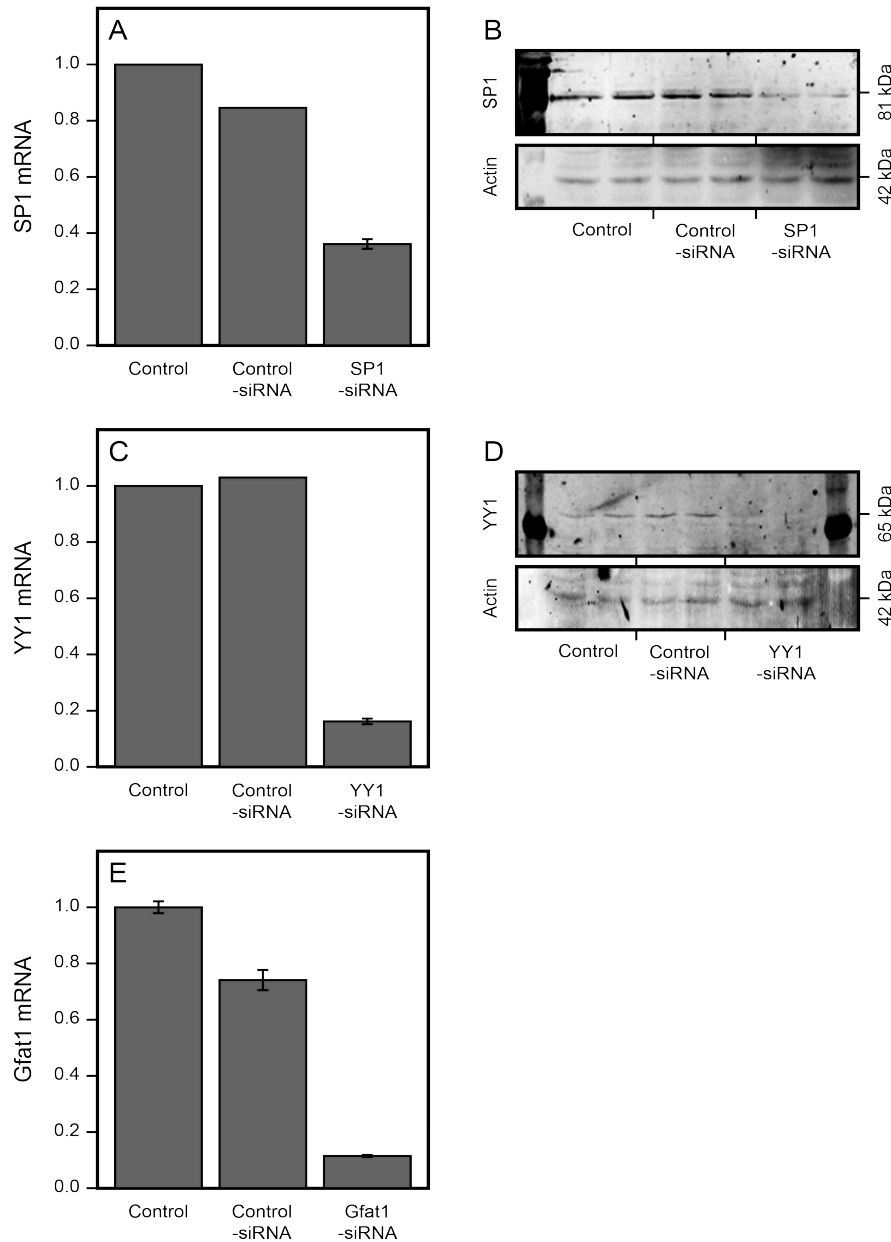 A
SP1 mRNA
1.0
0.8
0.6
0.4
0.2
0.0
Control
Control
-siRNA
SP1
-siRNA
B
SP1
81 kDa
Actin
42 kDa
Control
Control
-siRNA
SP1
-siRNA
C
YY1 mRNA
1.0
0.8
0.6
0.4
0.2
0.0
Control
Control
-siRNA
YY1
-siRNA
D
YY1
65 kDa
Actin
42 kDa
Control
Control
-siRNA
YY1
-siRNA
E
Gfat1 mRNA
1.0
0.8
0.6
0.4
0.2
0.0
Control
Control
-siRNA
Gfat1
-siRNA